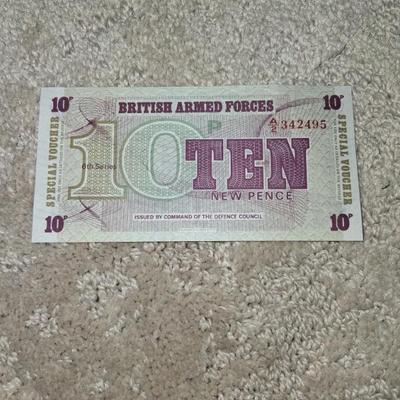 10P
BRITISH ARMED FORCES
10P
SPECIAL VOUCHER
10 P
A/2 342495
SPECIAL VOUCHER
6th. Series
TEN
NEW PENCE
ISSUED BY COMMAND OF THE DEFENCE COUNCIL
10P
10P